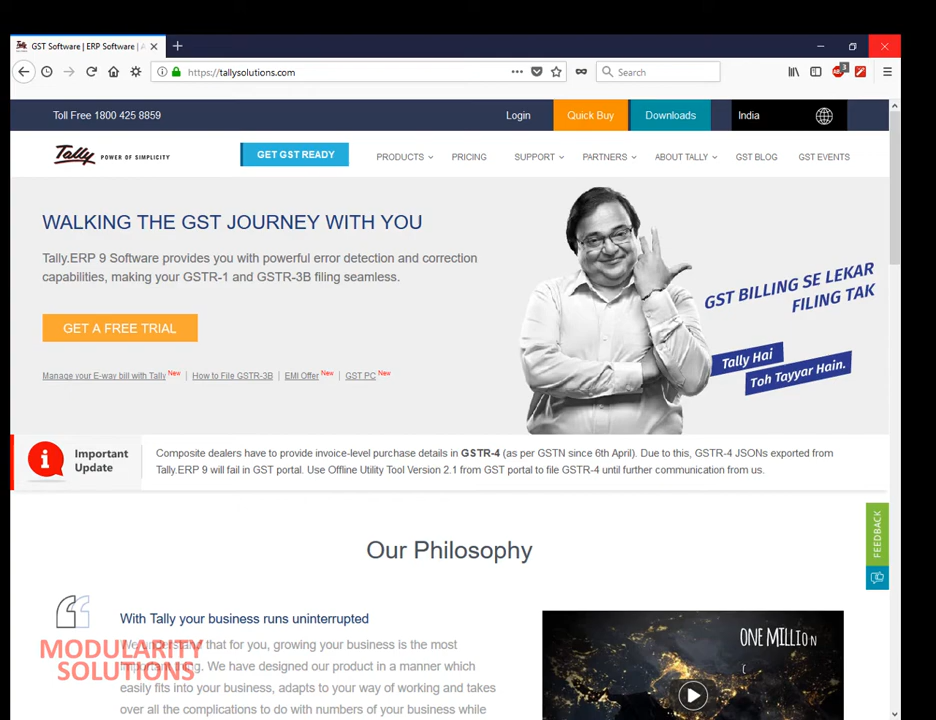 GST Software | ERP Software | A
https://tallysolutions.com
Search
3
Toll Free 1800 425 8859
Login
Quick Buy
Downloads
India
Tally POWER OF SIMPLICITY
GET GST READY
PRODUCTS
PRICING
SUPPORT
PARTNERS
ABOUT TALLY
GST BLOG
GST EVENTS
WALKING THE GST JOURNEY WITH YOU
Tally.ERP 9 Software provides you with powerful error detection and correction
capabilities, making your GSTR-1 and GSTR-3B filing seamless.
GST BILLING SE LEKAR
FILING TAK
GET A FREE TRIAL
Tally Hai
Toh Tayyar Hain.
Manage your E-way bill with Tally New | How to File GSTR-3B | EMI Offer New | GST PC New
Important
Update
Composite dealers have to provide invoice-level purchase details in GSTR-4 (as per GSTN since 6th April). Due to this, GSTR-4 JSONs exported from
Tally.ERP 9 will fail in GST portal. Use Offline Utility Tool Version 2.1 from GST portal to file GSTR-4 until further communication from us.
FEEDBACK
Our Philosophy
With Tally your business runs uninterrupted
We understand that for you, growing your business is the most
important thing. We have designed our product in a manner which
easily fits into your business, adapts to your way of working and takes
over all the complications to do with numbers of your business while
ONE MILLION
MODULARITY
SOLUTIONS